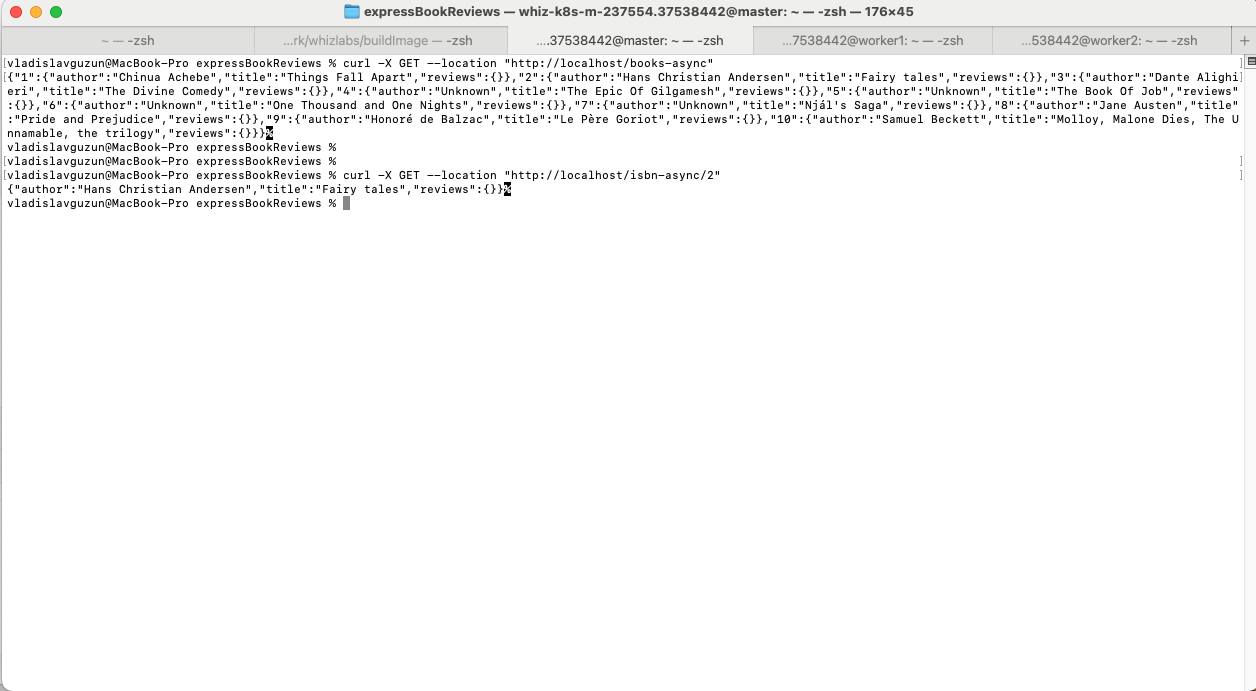 expressBookReviews — whiz-k8s-m-237554.37538442@master: ~ — -zsh — 176×45
~ — -zsh
...rk/whizlabs/buildImage — -zsh
....37538442@master: ~ — -zsh
...7538442@worker1: ~ — -zsh
...538442@worker2: ~ — -zsh
+
[vladislavguzun@MacBook-Pro expressBookReviews % curl -X GET --location "http://localhost/books-async" ]
[{"1":{"author":"Chinua Achebe","title":"Things Fall Apart","reviews":{}},"2":{"author":"Hans Christian Andersen","title":"Fairy tales","reviews":{}},"3":{"author":"Dante Alighi]
eri","title":"The Divine Comedy","reviews":{}},"4":{"author":"Unknown","title":"The Epic Of Gilgamesh","reviews":{}},"5":{"author":"Unknown","title":"The Book Of Job","reviews"
:{}},"6":{"author":"Unknown","title":"One Thousand and One Nights","reviews":{}},"7":{"author":"Unknown","title":"Njál's Saga","reviews":{}},"8":{"author":"Jane Austen","title"
:"Pride and Prejudice","reviews":{}},"9":{"author":"Honoré de Balzac","title":"Le Père Goriot","reviews":{}},"10":{"author":"Samuel Beckett","title":"Molloy, Malone Dies, The U
nnamable, the trilogy","reviews":{}}}%
vladislavguzun@MacBook-Pro expressBookReviews %
[vladislavguzun@MacBook-Pro expressBookReviews % ]
[vladislavguzun@MacBook-Pro expressBookReviews % curl -X GET --location "http://localhost/isbn-async/2" ]
{"author":"Hans Christian Andersen","title":"Fairy tales","reviews":{}}%
vladislavguzun@MacBook-Pro expressBookReviews %